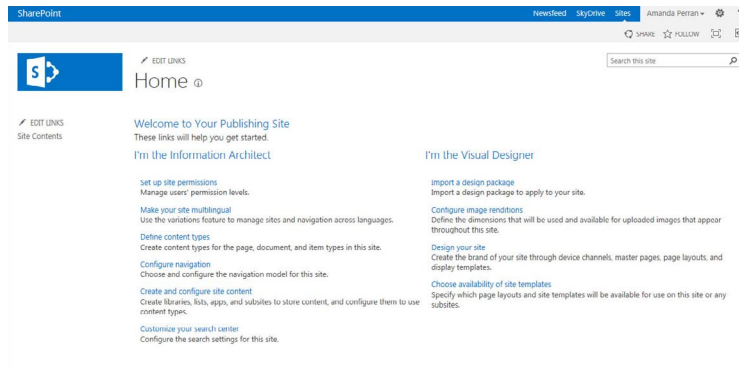 SharePoint
Newsfeed SkyDrive Sites Amanda Perran
SHARE FOLLOW
S
EDIT LINKS
Search this site
Home
EDIT LINKS
Site Contents
Welcome to Your Publishing Site
These links will help you get started.
I'm the Information Architect
Set up site permissions
Manage users' permission levels.
Make your site multilingual
Use the variations feature to manage sites and navigation across languages.
Define content types
Create content types for the page, document, and item types in this site.
Configure navigation
Choose and configure the navigation model for this site.
Create and configure site content
Create libraries, lists, apps, and subsites to store content, and configure them to use
content types.
Customize your search center
Configure the search settings for this site.
I'm the Visual Designer
Import a design package
Import a design package to apply to your site.
Configure image renditions
Define the dimensions that will be used and available for uploaded images that appear
throughout this site.
Design your site
Create the brand of your site through device channels, master pages, page layouts, and
display templates.
Choose availability of site templates
Specify which page layouts and site templates will be available for use on this site or any
subsites.